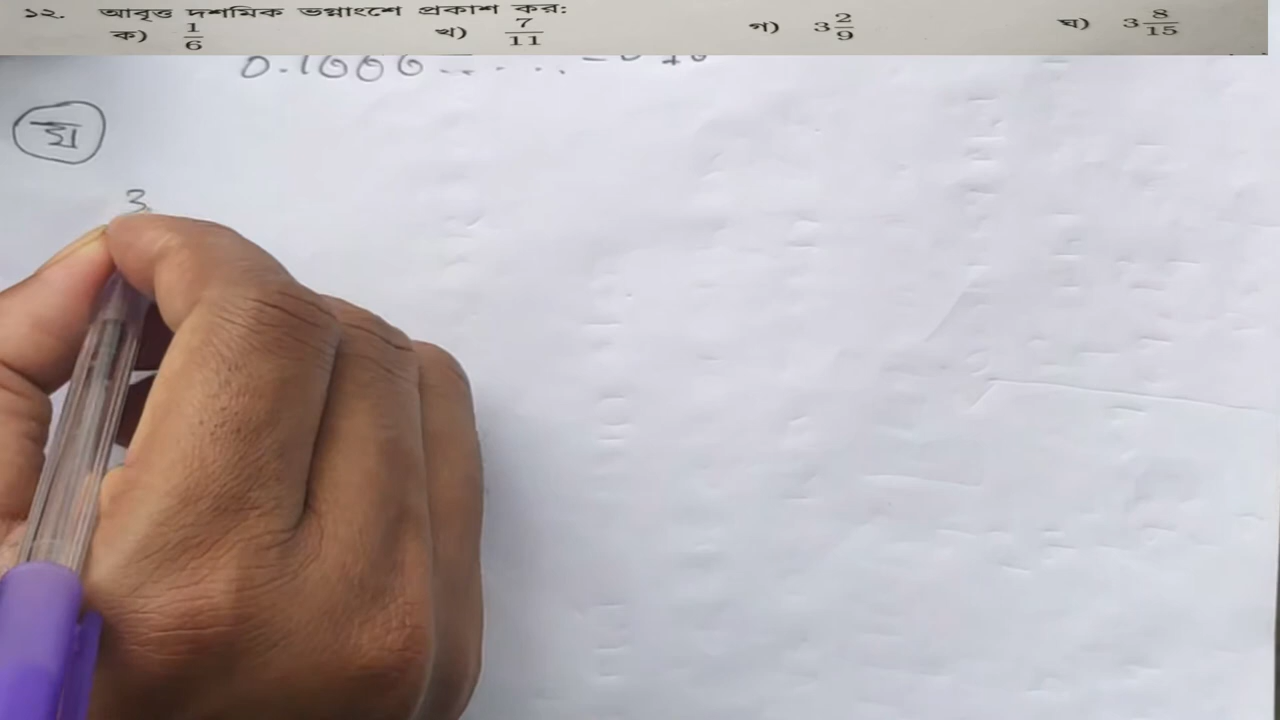 ১২. আবৃত্ত দশমিক ভগ্নাংশে প্রকাশ কর:
ক) 1/6 খ) 7/11 গ) 3 2/9 ঘ) 3 8/15
ঘ
3